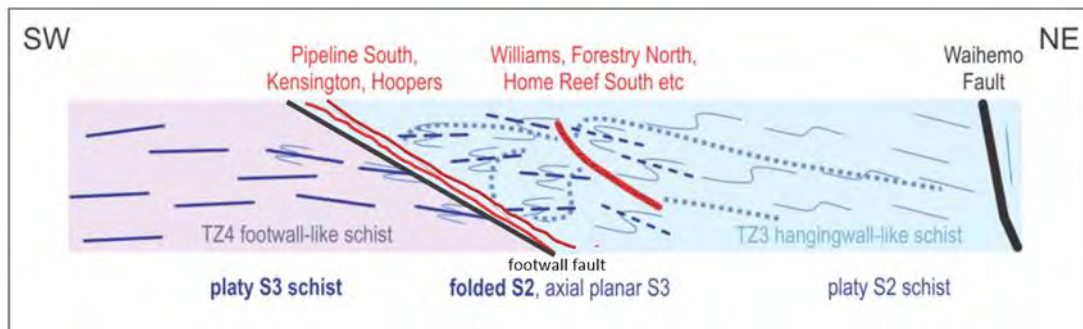 SW
NE
Pipeline South,
Kensington, Hoopers
Williams, Forestry North,
Home Reef South etc
Waihemo
Fault
TZ4 footwall-like schist
TZ3 hangingwall-like schist
footwall fault
platy S3 schist
folded S2, axial planar S3
platy S2 schist